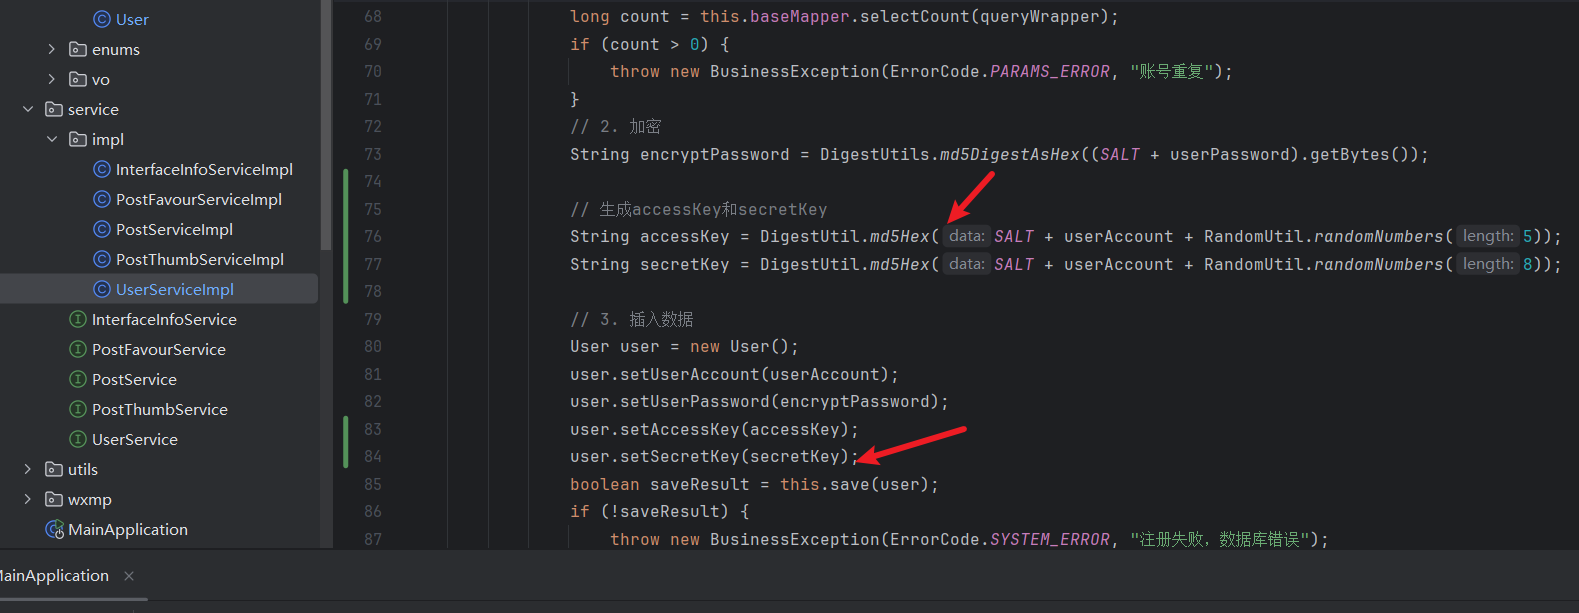 User
enums
vo
service
impl
InterfaceInfoServiceImpl
PostFavourServiceImpl
PostServiceImpl
PostThumbServiceImpl
UserServiceImpl
InterfaceInfoService
PostFavourService
PostService
PostThumbService
UserService
utils
wxmp
MainApplication
68 long count = this.baseMapper.selectCount(queryWrapper);
69 if (count > 0) {
70 throw new BusinessException(ErrorCode.PARAMS_ERROR, "账号重复");
71 }
72 // 2. 加密
73 String encryptPassword = DigestUtils.md5DigestAsHex((SALT + userPassword).getBytes());
74
75 // 生成accessKey和secretKey
76 String accessKey = DigestUtil.md5Hex( data: SALT + userAccount + RandomUtil.randomNumbers( length: 5));
77 String secretKey = DigestUtil.md5Hex( data: SALT + userAccount + RandomUtil.randomNumbers( length: 8));
78
79 // 3. 插入数据
80 User user = new User();
81 user.setUserAccount(userAccount);
82 user.setUserPassword(encryptPassword);
83 user.setAccessKey(accessKey);
84 user.setSecretKey(secretKey);
85 boolean saveResult = this.save(user);
86 if (!saveResult) {
87 throw new BusinessException(ErrorCode.SYSTEM_ERROR, "注册失败，数据库错误");
MainApplication ×